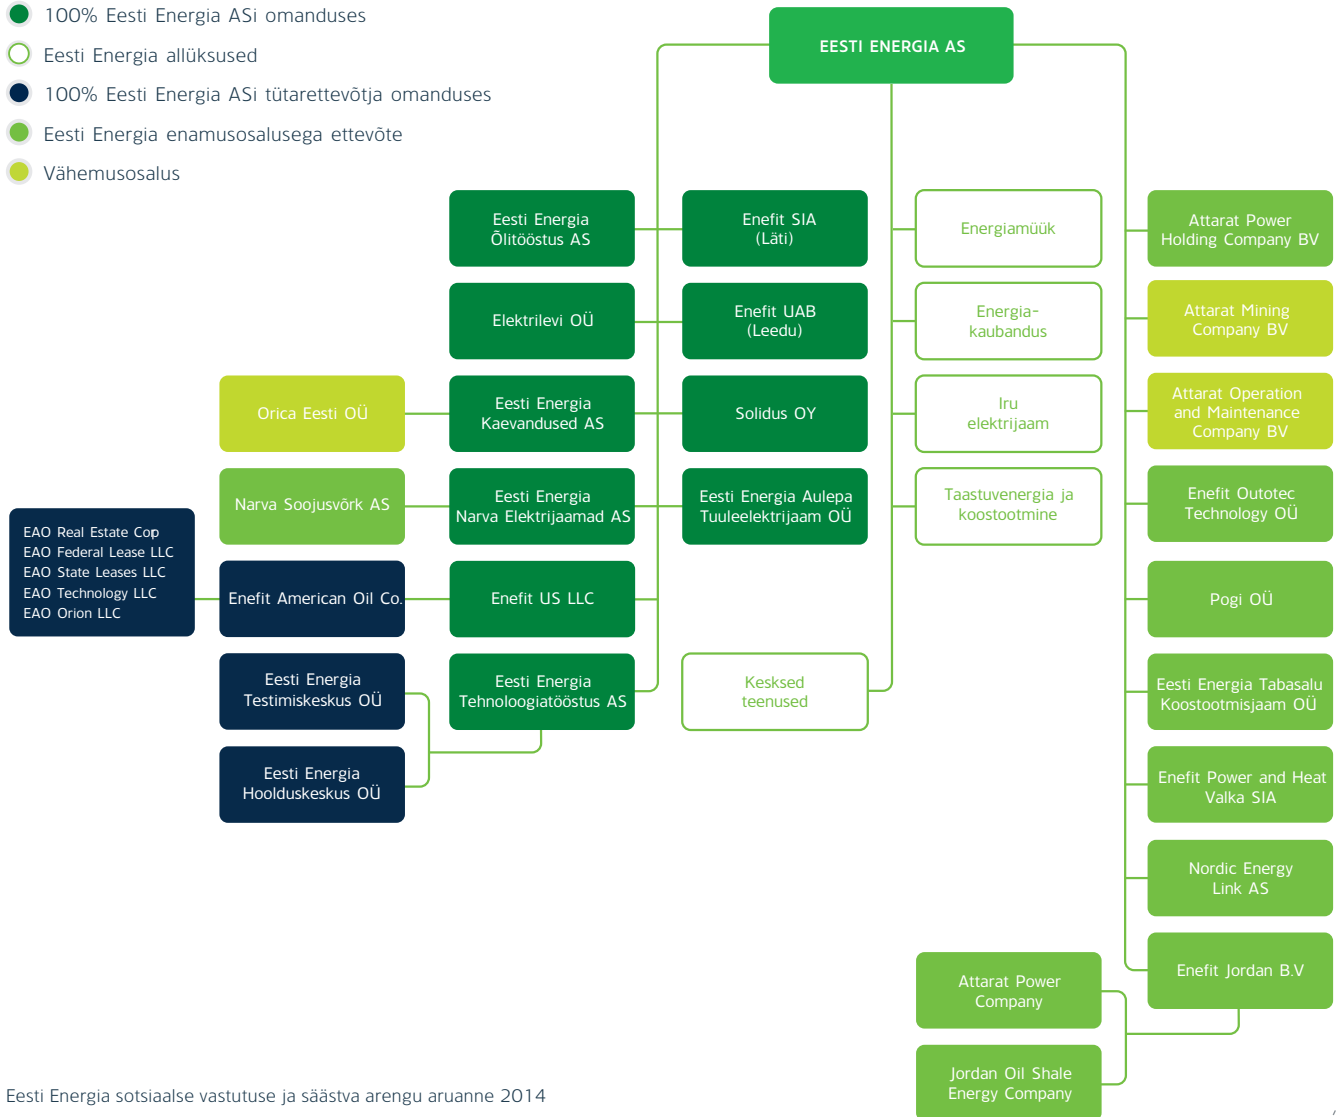 100% Eesti Energia ASi omanduses
Eesti Energia allüksused
100% Eesti Energia ASi tütarettevõtja omanduses
Eesti Energia enamusosalusega ettevõte
Vähemusosalus
EESTI ENERGIA AS
Eesti Energia
Õlitööstus AS
Enefit SIA
(Läti)
Energiamüük
Attarat Power
Holding Company BV
Elektrilevi OÜ
Enefit UAB
(Leedu)
Energia-
kaubandus
Attarat Mining
Company BV
Orica Eesti OÜ
Eesti Energia
Kaevandused AS
Solidus OY
Iru
elektrijaam
Attarat Operation
and Maintenance
Company BV
Narva Soojusvõrk AS
Eesti Energia
Narva Elektrijaamad AS
Eesti Energia Aulepa
Tuuleelektrijaam OÜ
Taastuvenergia ja
koostootmine
Enefit Outotec
Technology OÜ
EAO Real Estate Cop
EAO Federal Lease LLC
EAO State Leases LLC
EAO Technology LLC
EAO Orion LLC
Enefit American Oil Co.
Enefit US LLC
Pogi OÜ
Eesti Energia
Testimiskeskus OÜ
Eesti Energia
Tehnoloogiatööstus AS
Kesksed
teenused
Eesti Energia Tabasalu
Koostootmisjaam OÜ
Eesti Energia
Hoolduskeskus OÜ
Enefit Power and Heat
Valka SIA
Nordic Energy
Link AS
Attarat Power
Company
Enefit Jordan B.V
Jordan Oil Shale
Energy Company
Eesti Energia sotsiaalse vastutuse ja säästva arengu aruanne 2014